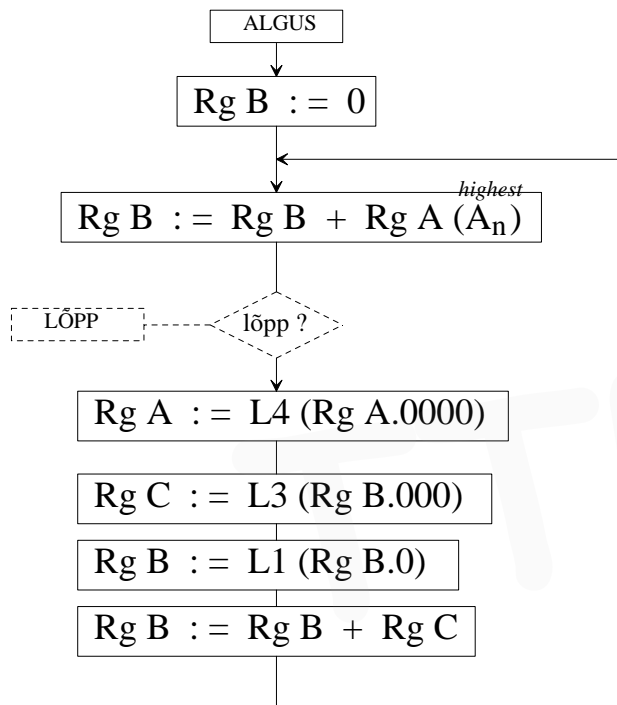 ALGUS
Rg B := 0
highest
Rg B := Rg B + Rg A (An)
LÕPP
lõpp ?
Rg A := L4 (Rg A.0000)
Rg C := L3 (Rg B.000)
Rg B := L1 (Rg B.0)
Rg B := Rg B + Rg C